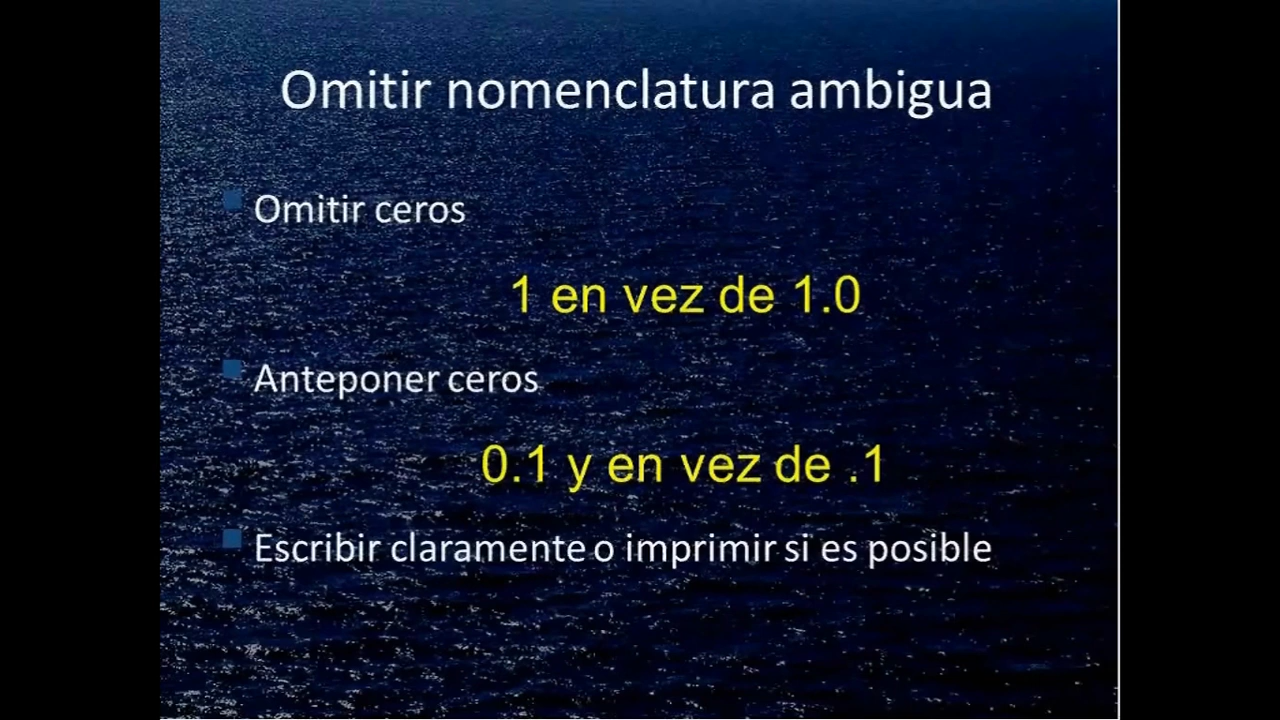 Omitir nomenclatura ambigua
Omitir ceros
1 en vez de 1.0
Anteponer ceros
0.1 y en vez de .1
Escribir claramente o imprimir si es posible